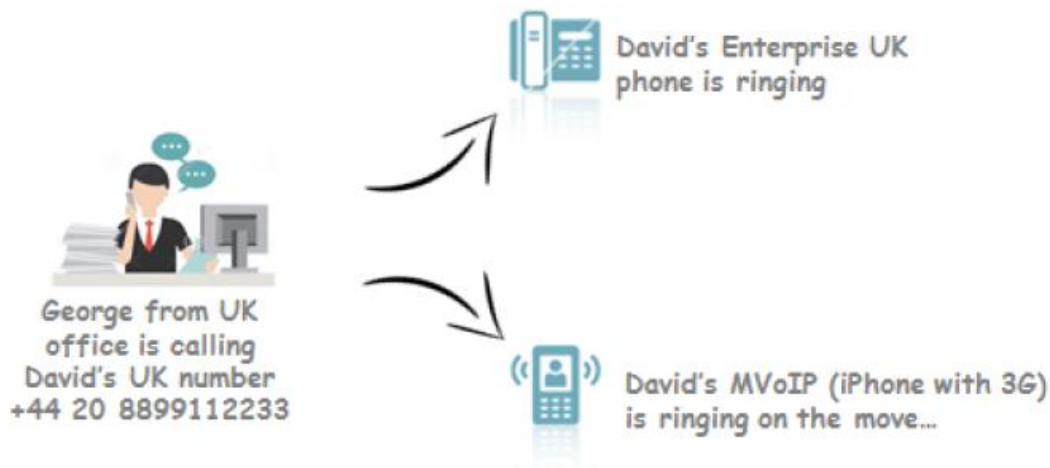 David's Enterprise UK
phone is ringing
George from UK
office is calling
David's UK number
+44 20 8899112233
David's MVoIP (iPhone with 3G)
is ringing on the move...